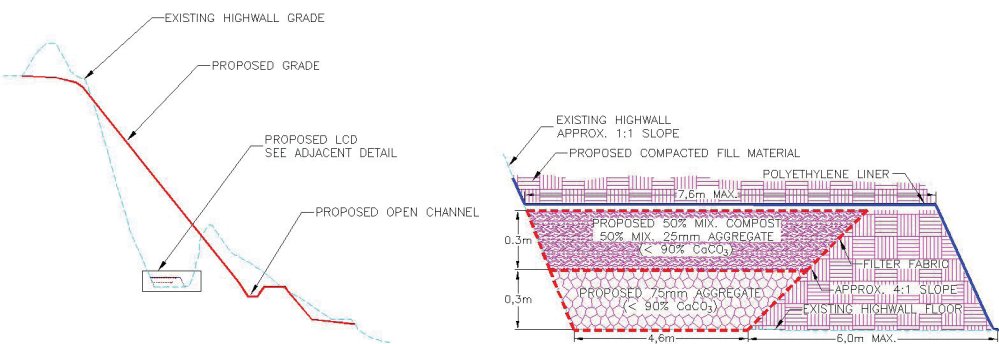 EXISTING HIGHWALL GRADE
PROPOSED GRADE
PROPOSED LCD
SEE ADJACENT DETAIL
PROPOSED OPEN CHANNEL
EXISTING HIGHWALL
APPROX. 1:1 SLOPE
PROPOSED COMPACTED FILL MATERIAL
POLYETHYLENE LINER
7,6m MAX.
0.3m
PROPOSED 50% MIX. COMPOST
50% MIX. 25mm AGGREGATE
(< 90% CaCO₃)
FILTER FABRIC
APPROX. 4:1 SLOPE
0,3m
PROPOSED 75mm AGGREGATE
(< 90% CaCO₃)
EXISTING HIGHWALL FLOOR
4,6m
6,0m MAX.